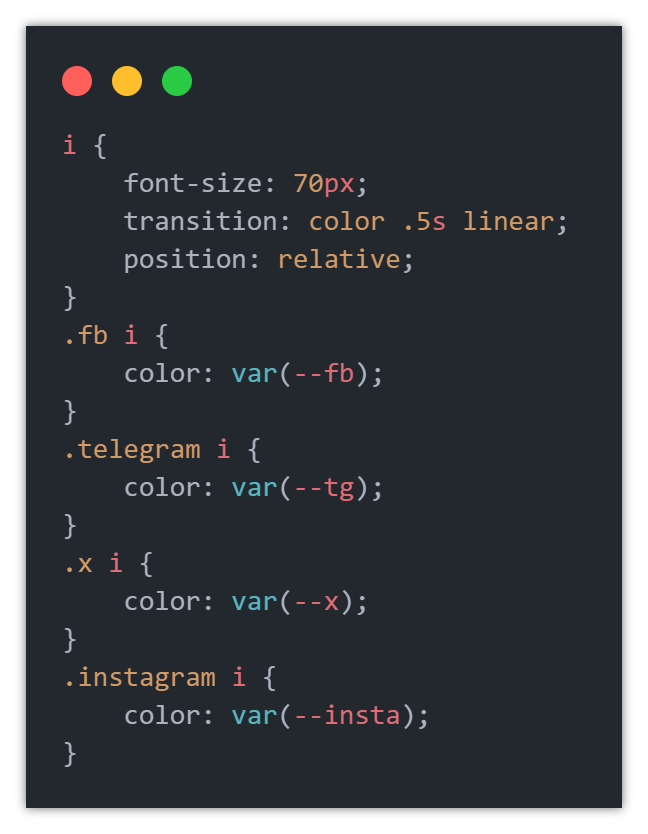 i {
    font-size: 70px;
    transition: color .5s linear;
    position: relative;
}
.fb i {
    color: var(--fb);
}
.telegram i {
    color: var(--tg);
}
.x i {
    color: var(--x);
}
.instagram i {
    color: var(--insta);
}